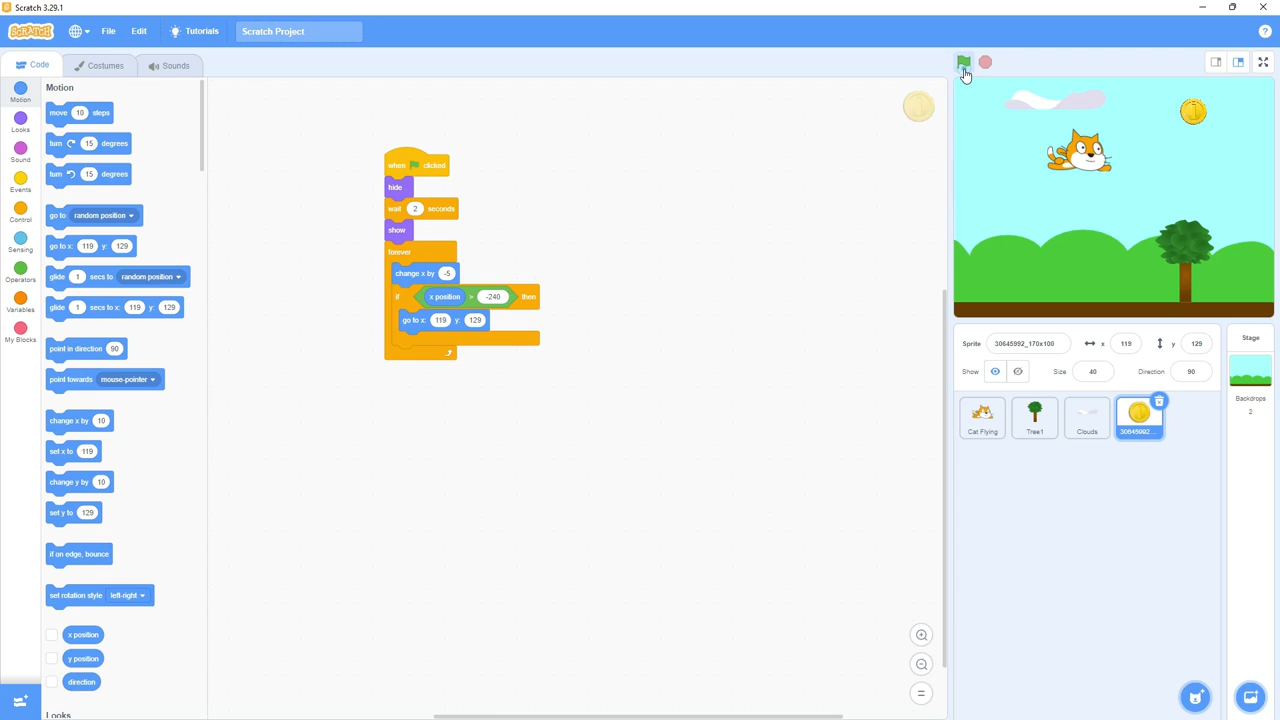 Scratch 3.29.1
SCRATCH File Edit Tutorials Scratch Project ?
Code Costumes Sounds
Motion
Looks
Sound
Events
Control
Sensing
Operators
Variables
My Blocks
Motion
move 10 steps
turn 15 degrees
turn 15 degrees
go to random position
go to x: 119 y: 129
glide 1 secs to random position
glide 1 secs to x: 119 y: 129
point in direction 90
point towards mouse-pointer
change x by 10
set x to 119
change y by 10
set y to 129
if on edge, bounce
set rotation style left-right
x position
y position
direction
Looks
when clicked
hide
wait 2 seconds
show
forever
change x by -5
if x position > -240 then
go to x: 119 y: 129
Sprite 30645992_170x100 x 119 y 129
Show Size 40 Direction 90
Cat Flying Tree1 Clouds 30645992...
Stage
Backdrops
2